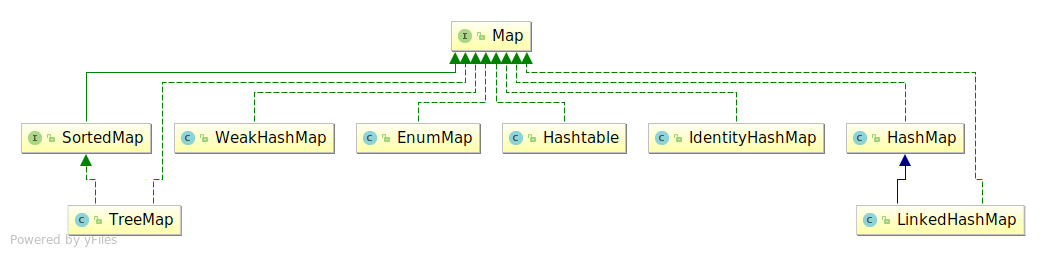 Map
SortedMap
WeakHashMap
EnumMap
Hashtable
IdentityHashMap
HashMap
TreeMap
LinkedHashMap
Powered by yFiles